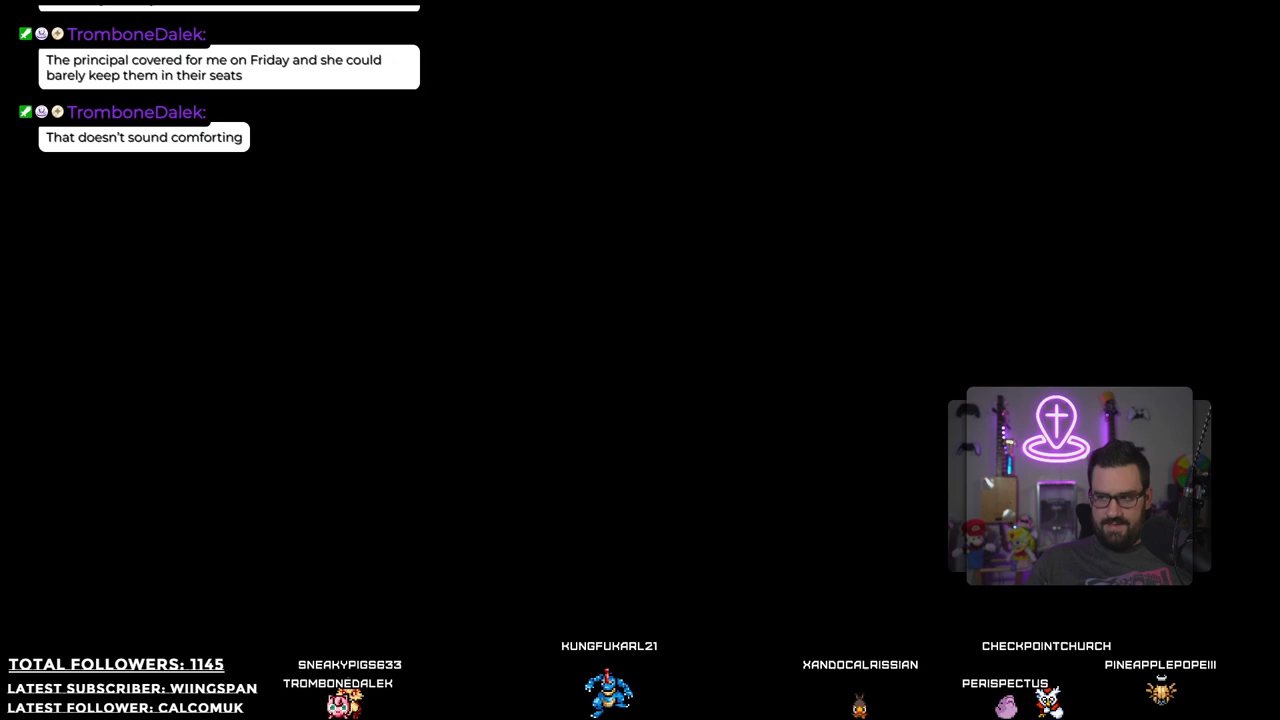 TromboneDalek:
The principal covered for me on Friday and she could
barely keep them in their seats
TromboneDalek:
That doesn't sound comforting
TOTAL FOLLOWERS: 1145
LATEST SUBSCRIBER: WIINGSPAN
LATEST FOLLOWER: CALCOMUK
SNEAKYPIGS633
TROMBONEDALEK
KUNGFUKARL21
XANDOCALRISSIAN
CHECKPOINTCHURCH
PERISPECTUS
PINEAPPLEPOPEIII